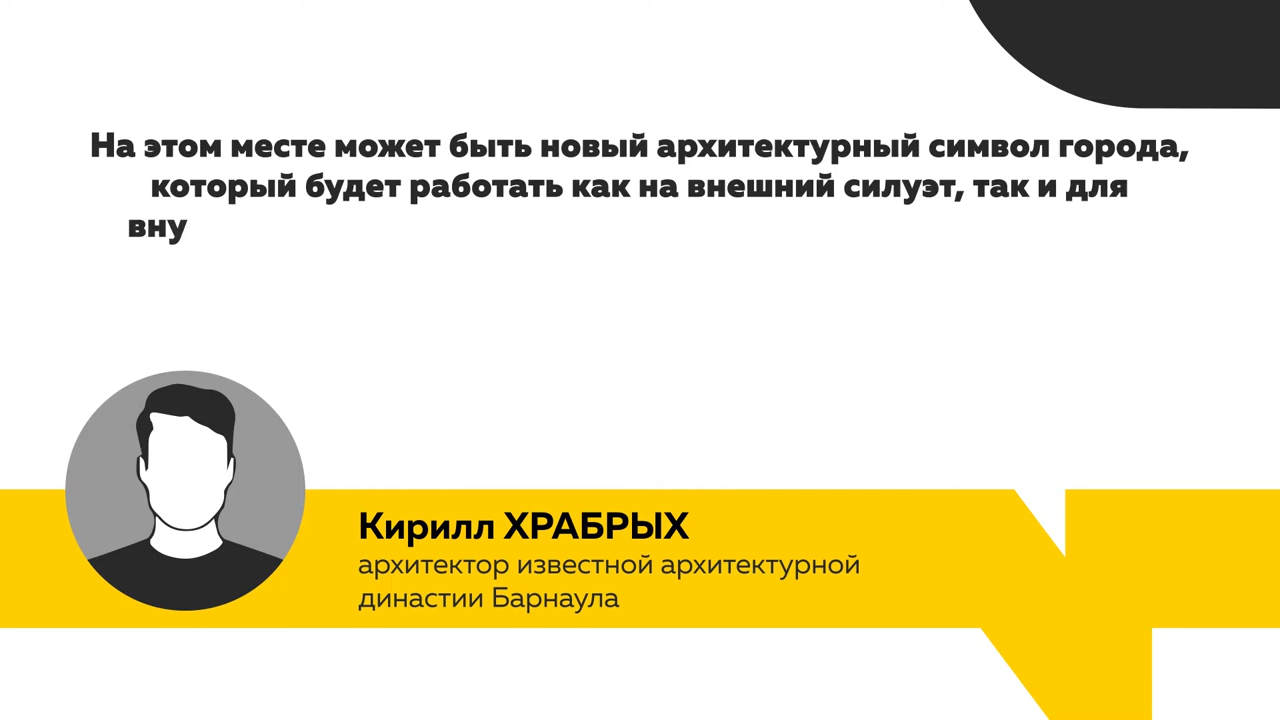 На этом месте может быть новый архитектурный символ города,
который будет работать как на внешний силуэт, так и для
вну
Кирилл ХРАБРЫХ
архитектор известной архитектурной
династии Барнаула